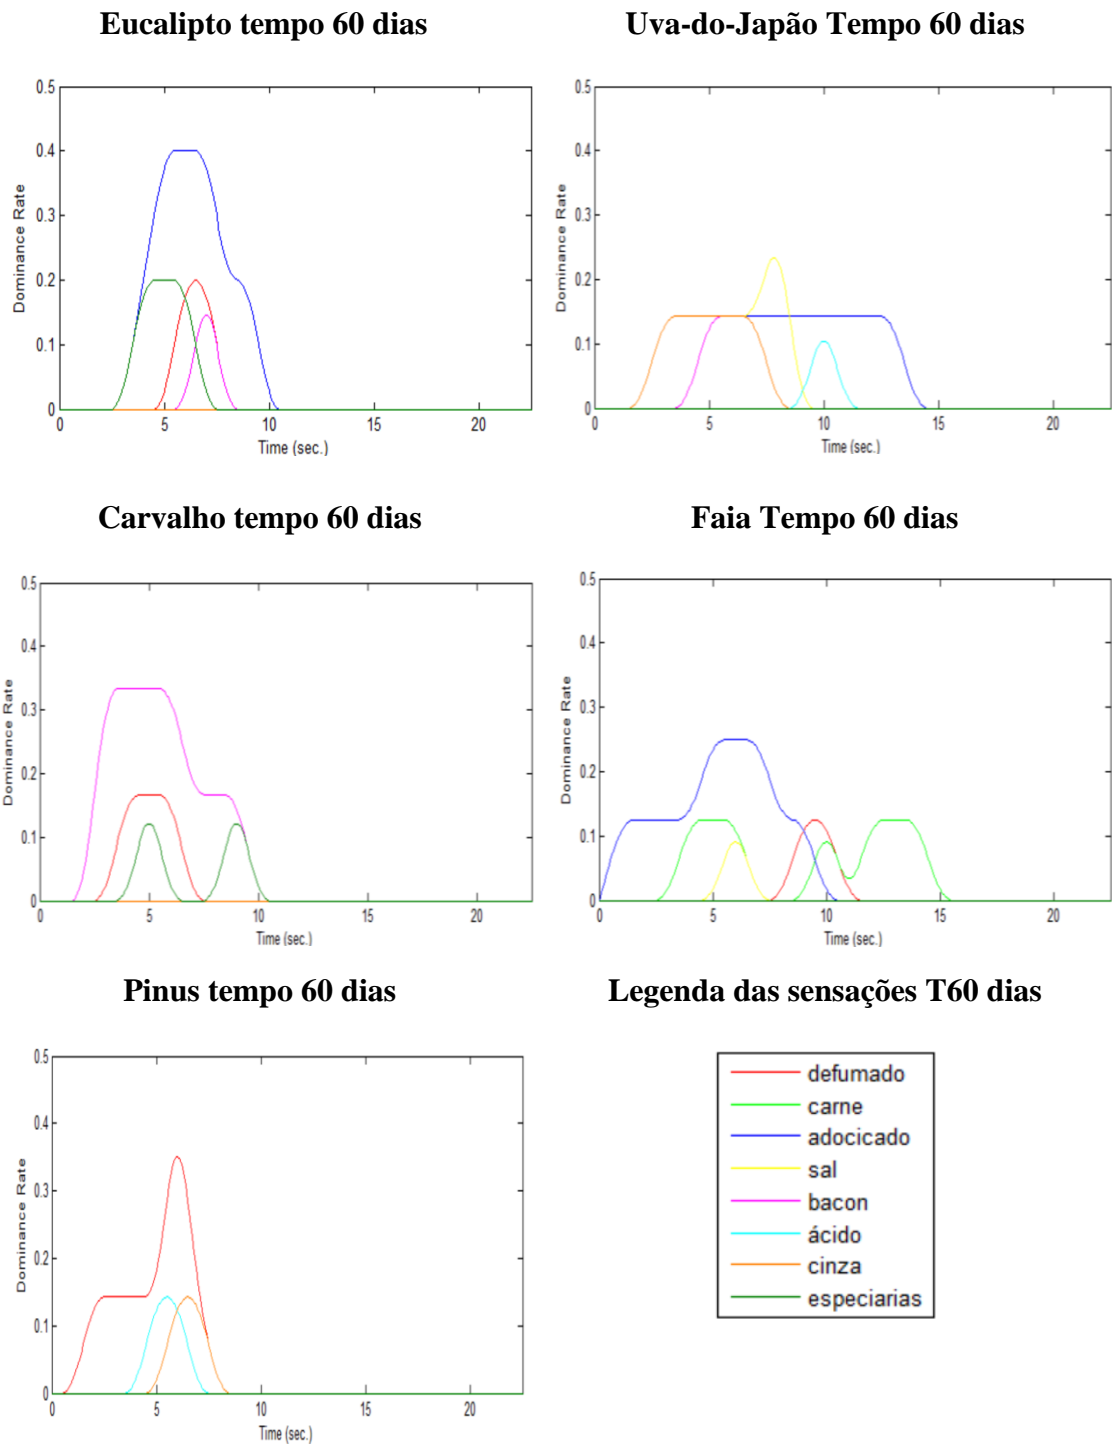 Eucalipto tempo 60 dias
Uva-do-Japão Tempo 60 dias
0.5
0.4
0.3
0.2
0.1
0
Dominance Rate
0 5 10 15 20
Time (sec.)
0.5
0.4
0.3
0.2
0.1
0
Dominance Rate
0 5 10 15 20
Time (sec.)
Carvalho tempo 60 dias
Faia Tempo 60 dias
0.5
0.4
0.3
0.2
0.1
0
Dominance Rate
0 5 10 15 20
Time (sec.)
0.5
0.4
0.3
0.2
0.1
0
Dominance Rate
0 5 10 15 20
Time (sec.)
Pinus tempo 60 dias
Legenda das sensações T60 dias
0.5
0.4
0.3
0.2
0.1
0
Dominance Rate
0 5 10 15 20
Time (sec.)
defumado
carne
adocicado
sal
bacon
ácido
cinza
especiarias